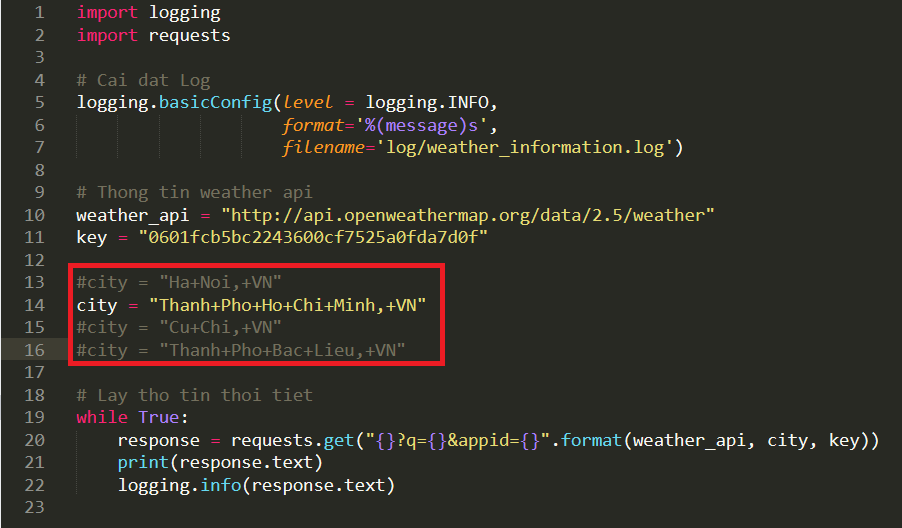 1 import logging
2 import requests
3
4 # Cai dat Log
5 logging.basicConfig(level = logging.INFO,
6 format='%(message)s',
7 filename='log/weather_information.log')
8
9 # Thong tin weather api
10 weather_api = "http://api.openweathermap.org/data/2.5/weather"
11 key = "0601fcb5bc2243600cf7525a0fda7d0f"
12
13 #city = "Ha+Noi,+VN"
14 city = "Thanh+Pho+Ho+Chi+Minh,+VN"
15 #city = "Cu+Chi,+VN"
16 #city = "Thanh+Pho+Bac+Lieu,+VN"
17
18 # Lay tho tin thoi tiet
19 while True:
20 response = requests.get("{}?q={}&appid={}".format(weather_api, city, key))
21 print(response.text)
22 logging.info(response.text)
23